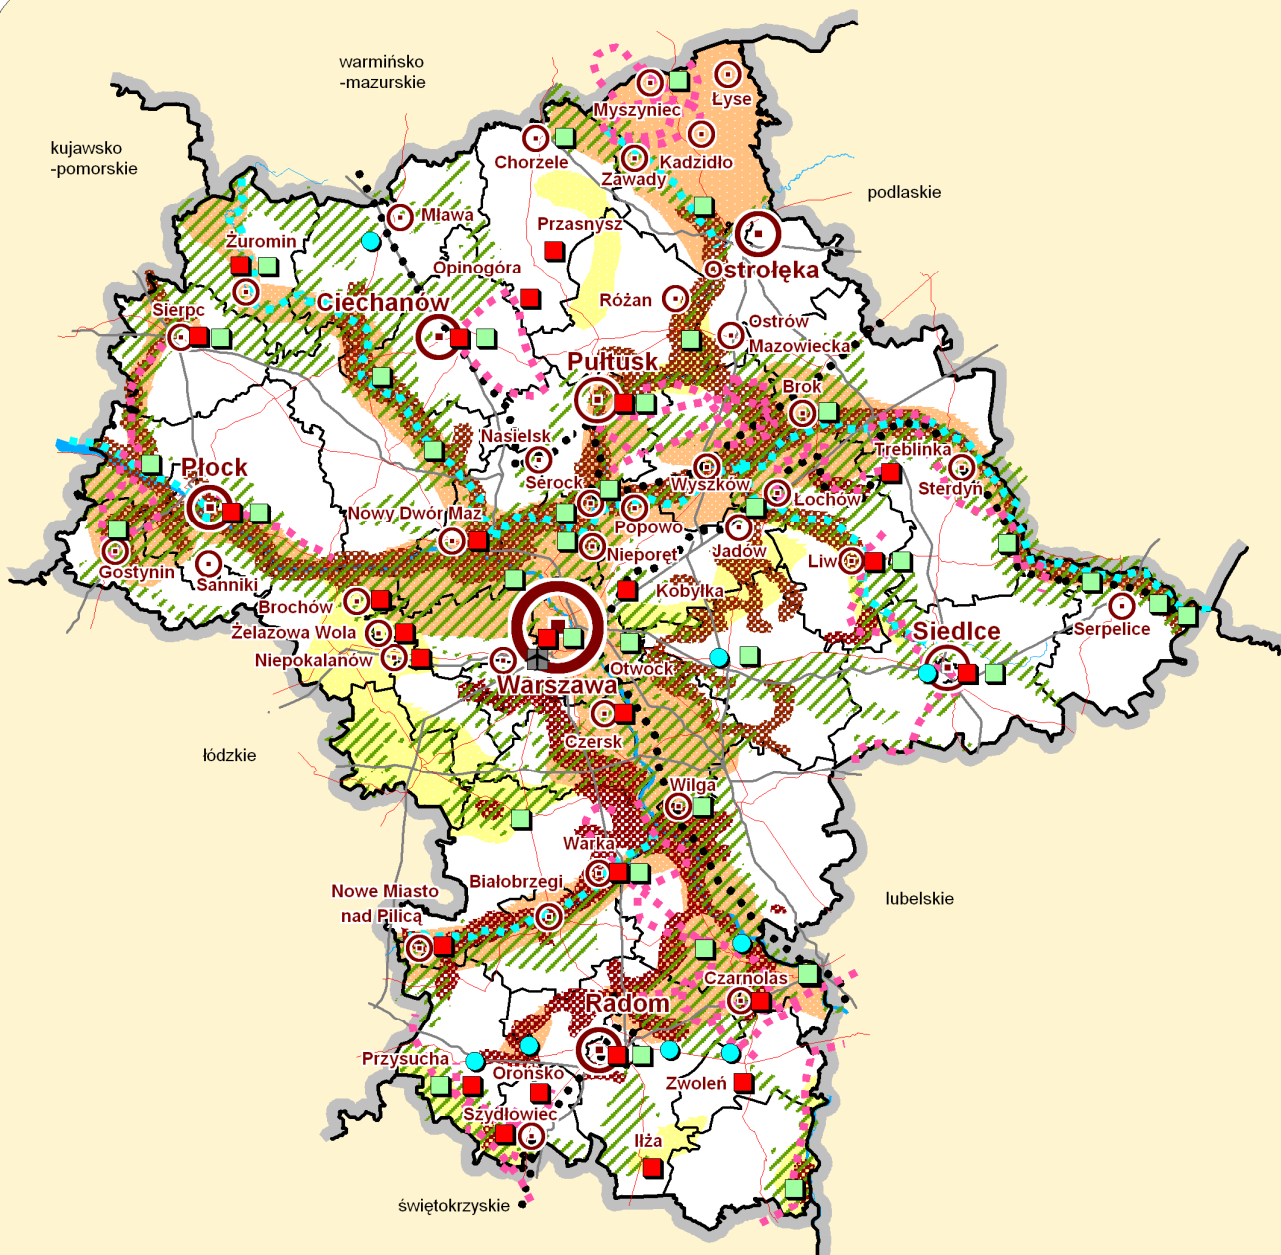 warmińsko
-mazurskie
kujawsko
-pomorskie
podlaskie
Myszyniec
Łyse
Chorzele
Zawady
Kadzidło
Mława
Przasnysz
Żuromin
Opinogóra
Ostrołęka
Ciechanów
Różan
Sierpc
Ostrów
Mazowiecka
Pułtusk
Brok
Nasielsk
Treblinka
Płock
Serock
Wyszków
Sterdyń
Łochów
Nowy Dwór Maz
Popowo
Nieporęt
Jadów
Liw
Gostynin
Sanniki
Brochów
Kobyłka
Żelazowa Wola
Siedlce
Serpelice
Niepokalanów
Otwock
Warszawa
Czersk
łódzkie
Wilga
Warka
Białobrzegi
Nowe Miasto
nad Pilicą
lubelskie
Czarnolas
Radom
Przysucha
Orońsko
Zwoleń
Szydłowiec
Iłża
świętokrzyskie